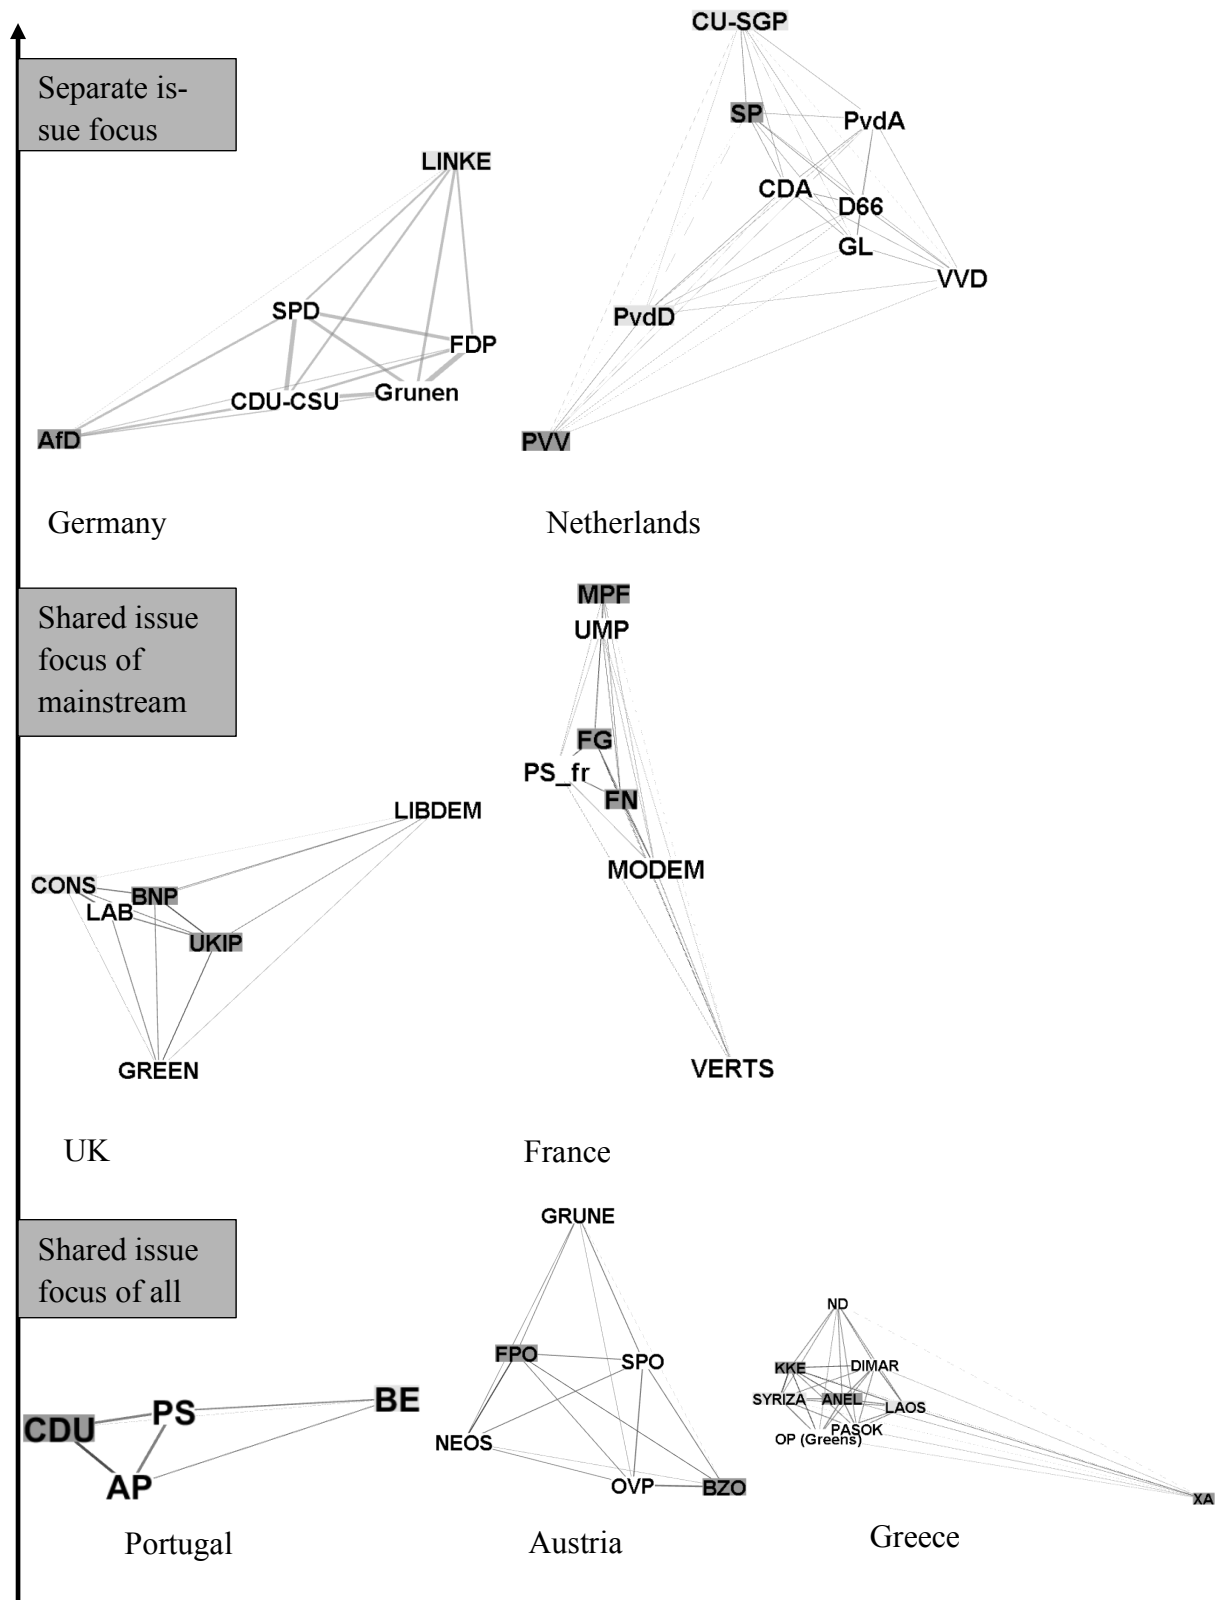 CU-SGP
Separate is-
sue focus
SP
PvdA
LINKE
CDA
D66
GL
VVD
SPD
PvdD
FDP
CDU-CSU
Grunen
AfD
PVV
Germany
Netherlands
Shared issue
focus of
mainstream
MPF
UMP
FG
PS_fr
FN
MODEM
LIBDEM
CONS
BNP
LAB
UKIP
GREEN
VERTS
UK
France
Shared issue
focus of all
GRUNE
FPO
SPO
NEOS
OVP
BZO
ND
KKE
DIMAR
SYRIZA
ANEL
LAOS
PASOK
OP (Greens)
XA
BE
PS
CDU
AP
Portugal
Austria
Greece